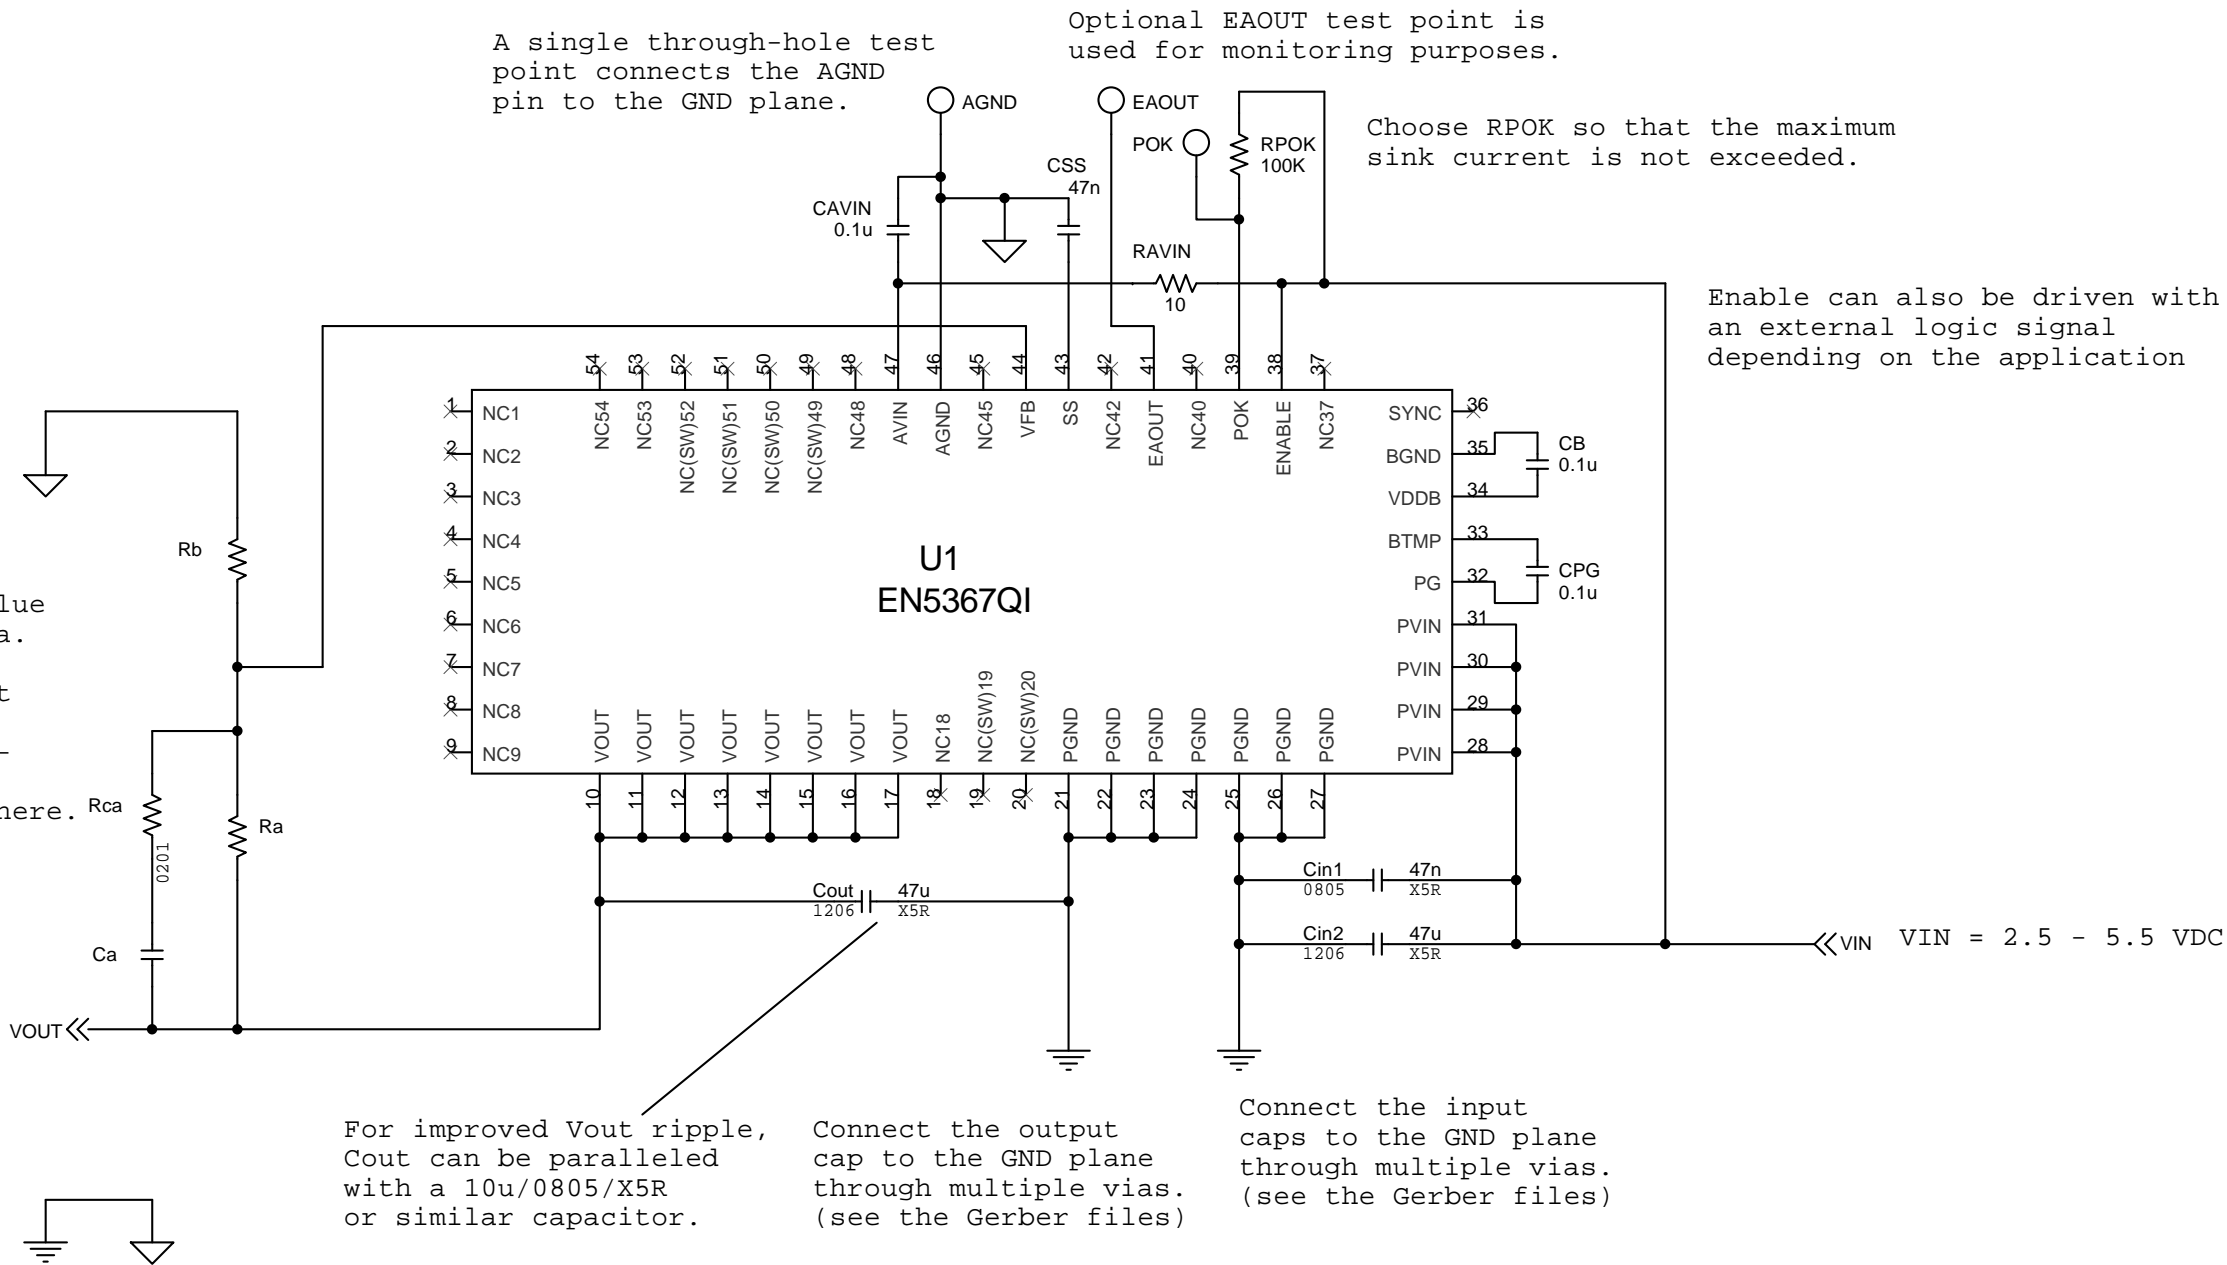 Optional EAOUT test point is
used for monitoring purposes.
A single through-hole test
point connects the AGND
pin to the GND plane.
AGND
EAOUT
POK
RPOK
100K
Choose RPOK so that the maximum
sink current is not exceeded.
CSS
47n
CAVIN
0.1u
RAVIN
10
Enable can also be driven with
an external logic signal
depending on the application
54
53
52
51
50
49
48
47
46
45
44
43
42
41
40
39
38
37
NC54
NC53
NC(SW)52
NC(SW)51
NC(SW)50
NC(SW)49
NC48
AVIN
AGND
NC45
VFB
SS
NC42
EAOUT
NC40
POK
ENABLE
NC37
1 NC1
2 NC2
3 NC3
4 NC4
5 NC5
6 NC6
7 NC7
8 NC8
9 NC9
SYNC 36
BGND 35
VDDB 34
BTMP 33
PG 32
PVIN 31
PVIN 30
PVIN 29
PVIN 28
CB
0.1u
CPG
0.1u
U1
EN5367QI
Rb
lue
a.
t
-
here.
Rca
0201
Ra
Ca
VOUT
VOUT
VOUT
VOUT
VOUT
VOUT
VOUT
VOUT
NC18
NC(SW)19
NC(SW)20
PGND
PGND
PGND
PGND
PGND
PGND
PGND
10
11
12
13
14
15
16
17
18
19
20
21
22
23
24
25
26
27
Cout
1206
47u
X5R
Cin1
0805
47n
X5R
Cin2
1206
47u
X5R
VIN
VIN = 2.5 - 5.5 VDC
VOUT
For improved Vout ripple,
Cout can be paralleled
with a 10u/0805/X5R
or similar capacitor.
Connect the output
cap to the GND plane
through multiple vias.
(see the Gerber files)
Connect the input
caps to the GND plane
through multiple vias.
(see the Gerber files)